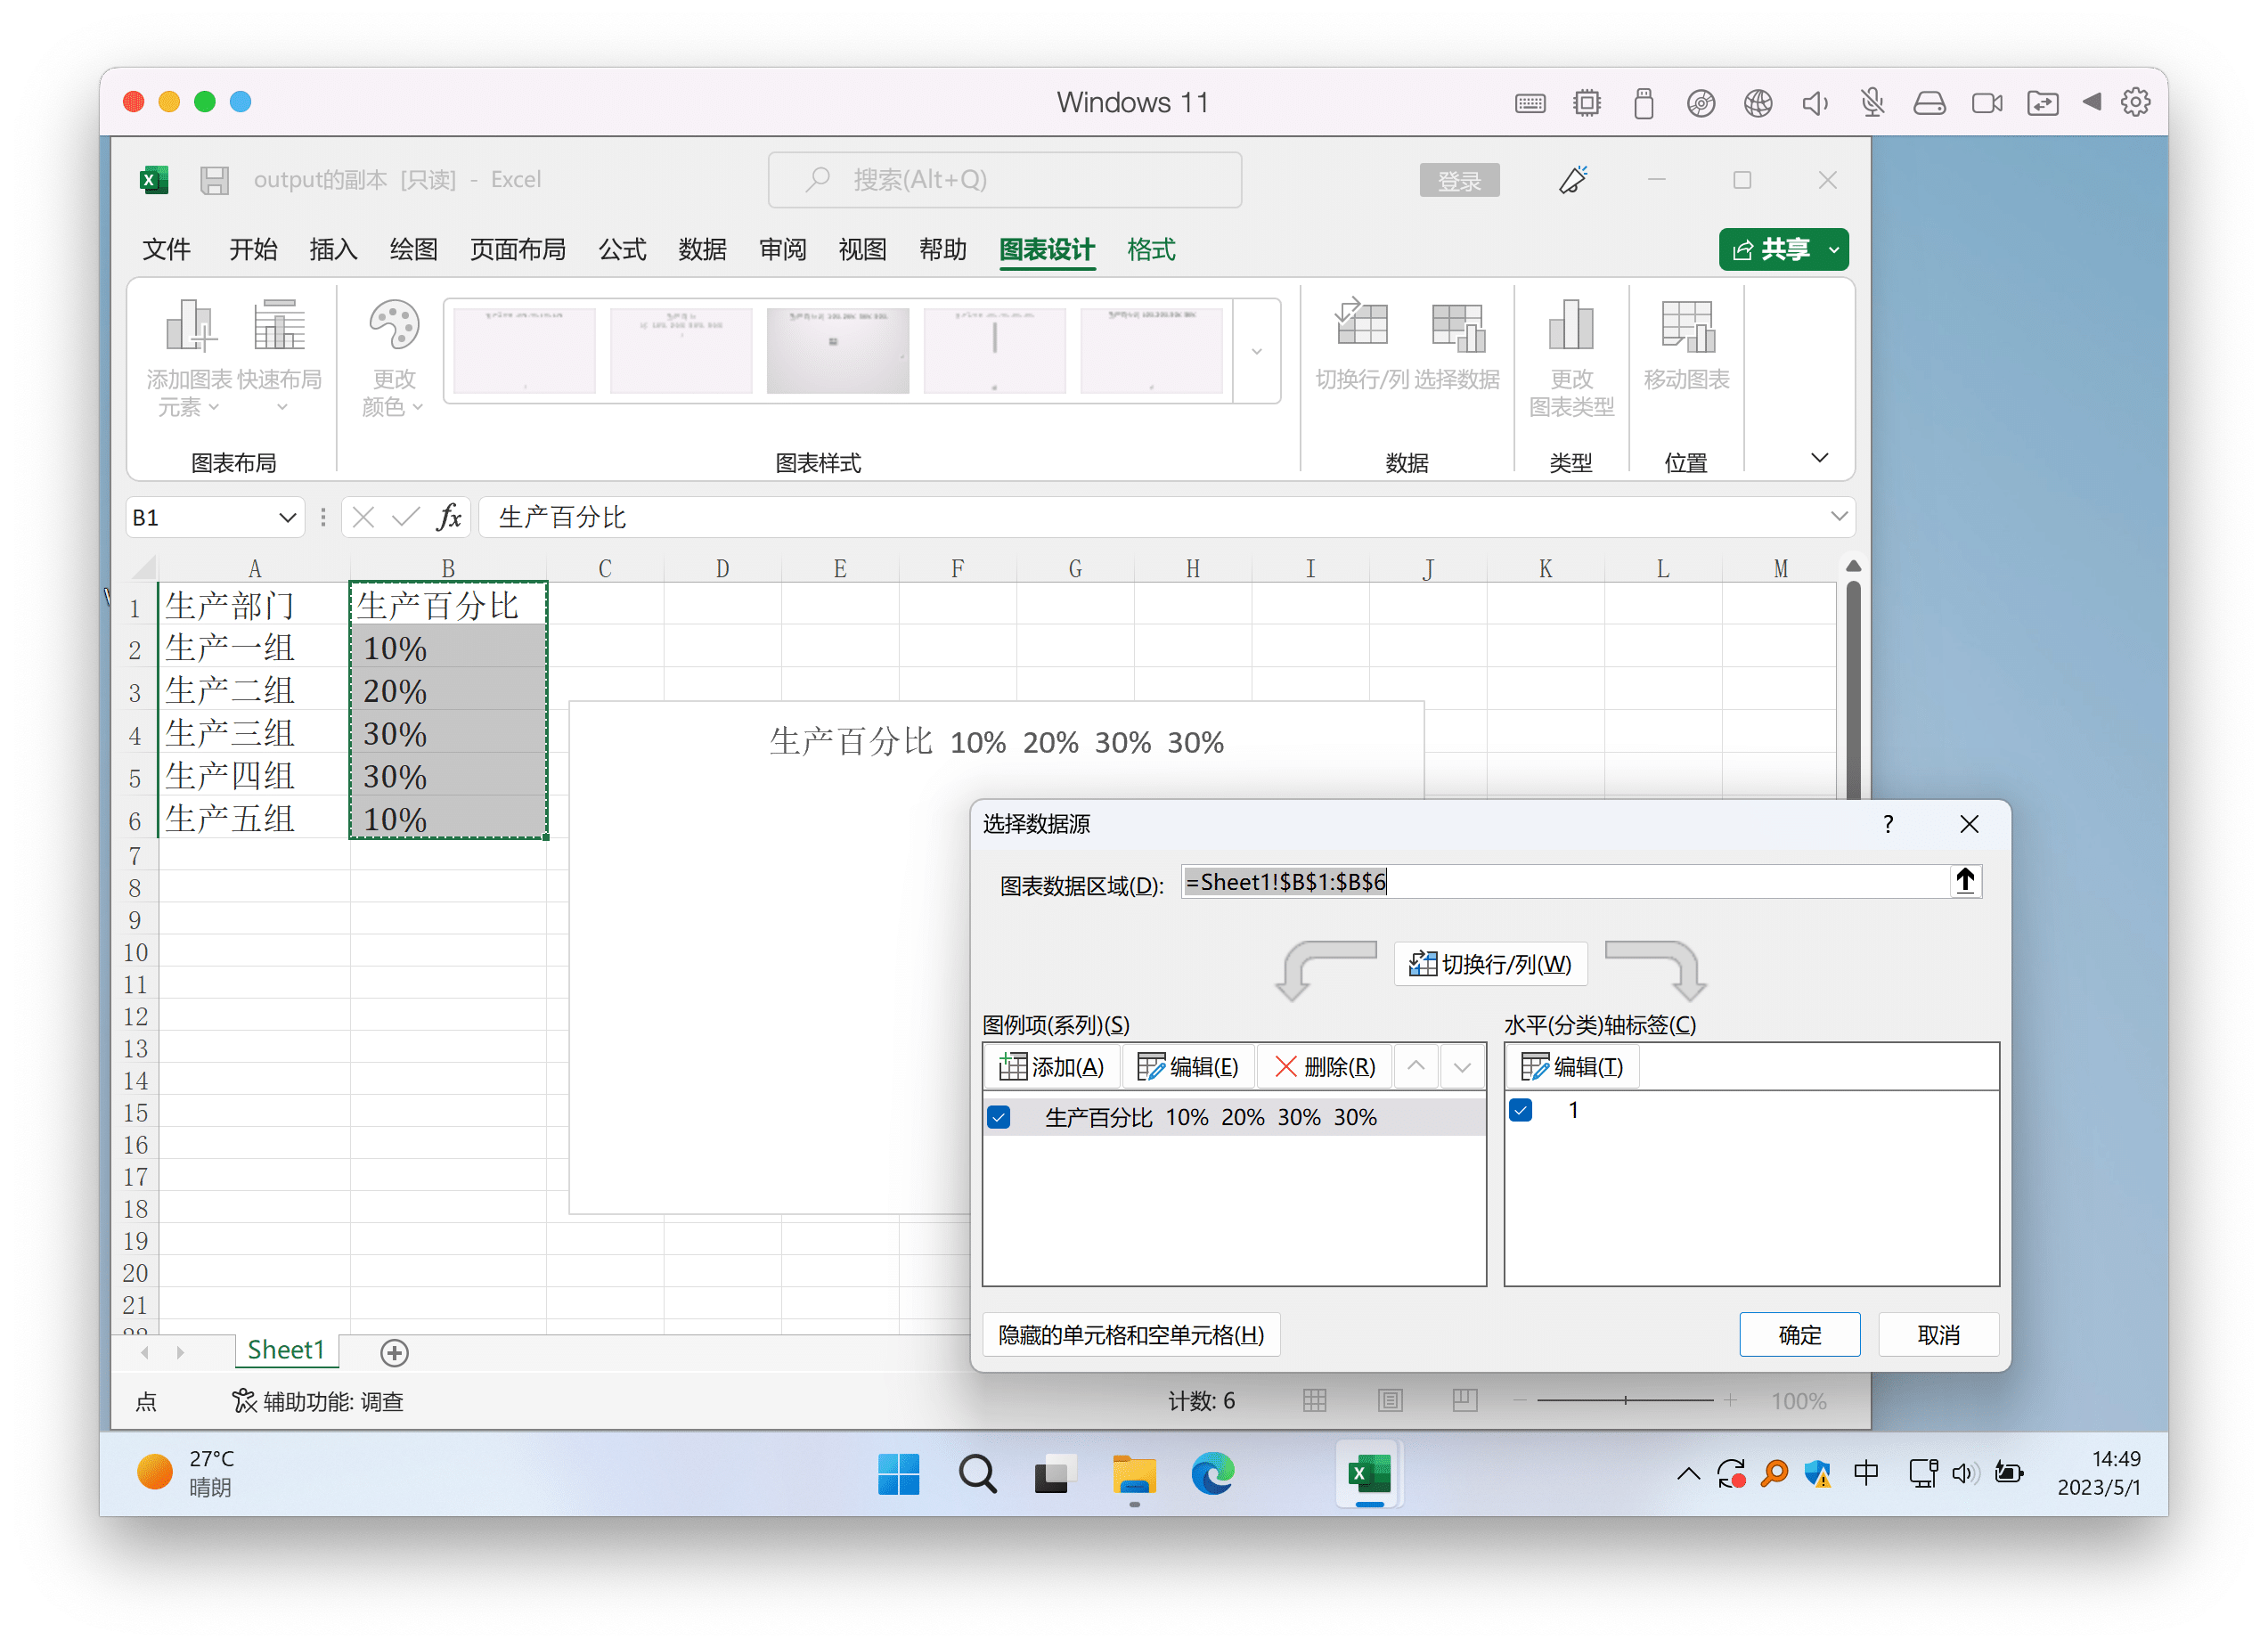 Windows 11
output的副本 [只读] - Excel
搜索(Alt+Q)
登录
文件 开始 插入 绘图 页面布局 公式 数据 审阅 视图 帮助 图表设计 格式
共享
添加图表元素
快速布局
更改颜色
切换行/列 选择数据
更改图表类型
移动图表
图表布局 图表样式 数据 类型 位置
B1
fx
生产百分比
A B C D E F G H I J K L M
1 生产部门 生产百分比
2 生产一组 10%
3 生产二组 20%
4 生产三组 30%
5 生产四组 30%
6 生产五组 10%
7
8
9
10
11
12
13
14
15
16
17
18
19
20
21
生产百分比 10% 20% 30% 30%
选择数据源
?
图表数据区域(D): =Sheet1!$B$1:$B$6
切换行/列(W)
图例项(系列)(S)
添加(A) 编辑(E) 删除(R)
生产百分比 10% 20% 30% 30%
水平(分类)轴标签(C)
编辑(T)
1
隐藏的单元格和空单元格(H)
确定 取消
Sheet1
点 辅助功能: 调查 计数: 6 100%
27°C
晴朗
中
14:49
2023/5/1